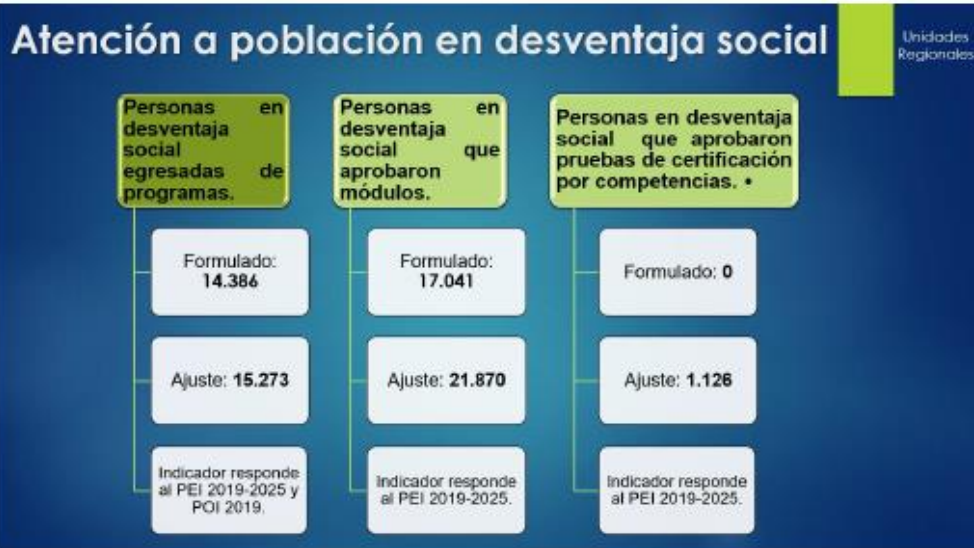 Atención a población en desventaja social
Unidades
Regionales
Personas en
desventaja
social
egresadas de
programas.
Formulado:
14.386
Ajuste: 15.273
Indicador responde
al PEI 2019-2025 y
POI 2019.
Personas en
desventaja
social que
aprobaron
módulos.
Formulado:
17.041
Ajuste: 21.870
Indicador responde
al PEI 2019-2025.
Personas en desventaja
social que aprobaron
pruebas de certificación
por competencias. •
Formulado: 0
Ajuste: 1.126
Indicador responde
al PEI 2019-2025.